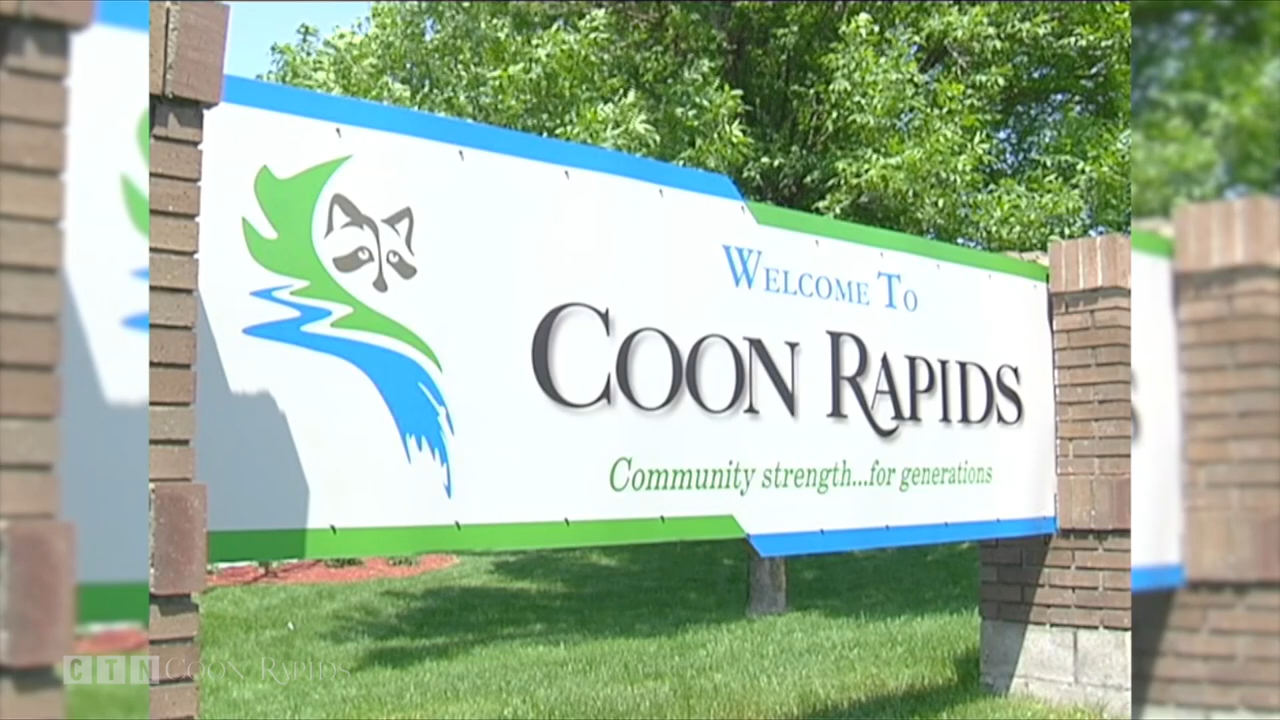 WELCOME TO
COON RAPIDS
Community strength...for generations
CTN COON RAPIDS